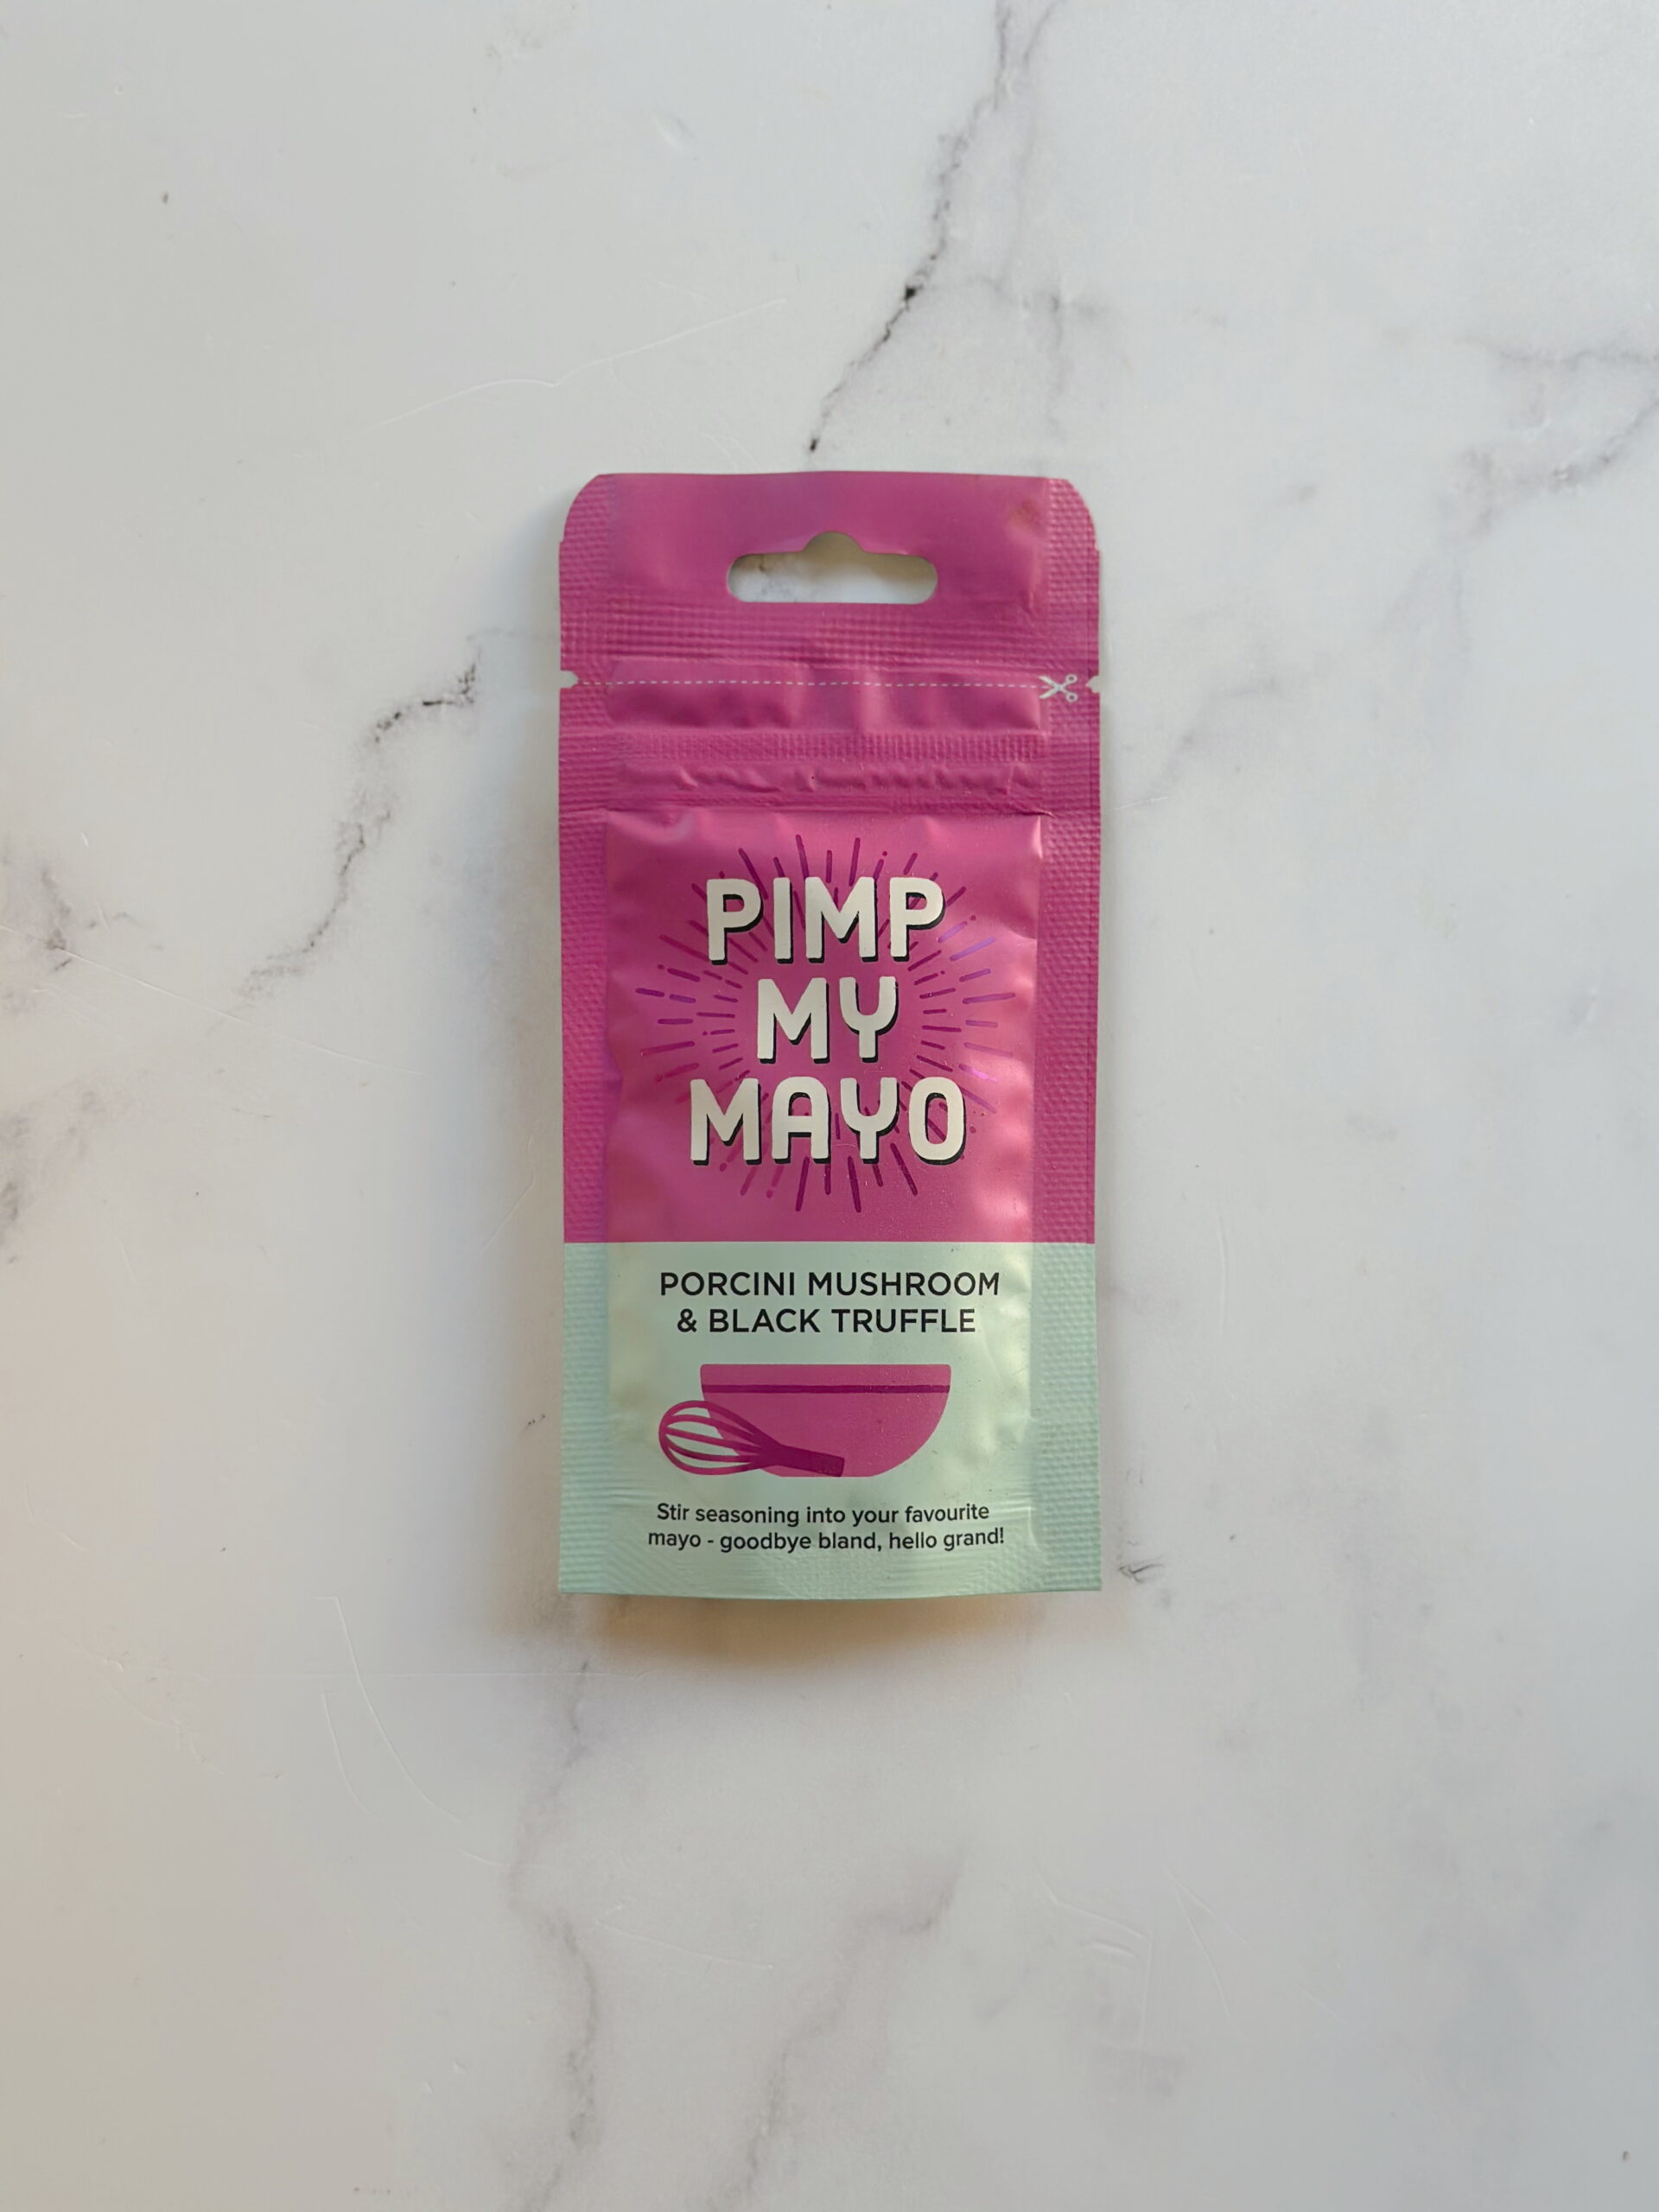 PIMP
MY
MAYO
PORCINI MUSHROOM
& BLACK TRUFFLE
Stir seasoning into your favourite
mayo - goodbye bland, hello grand!